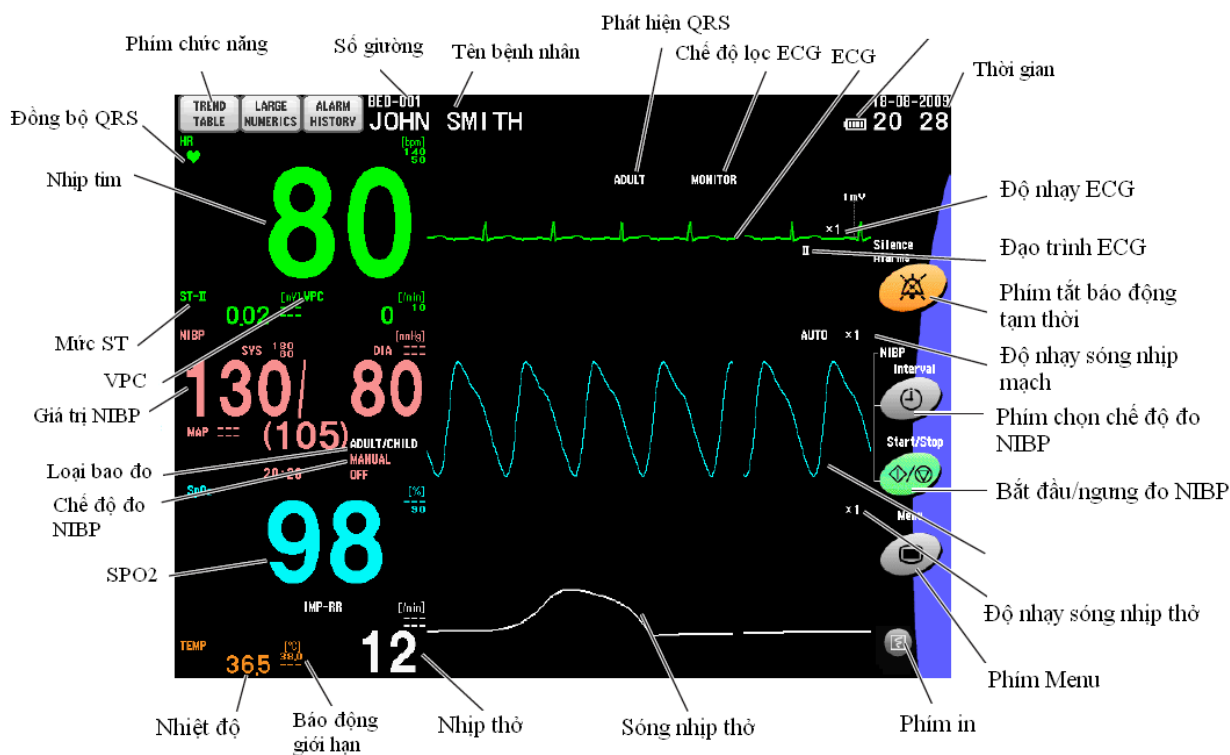 Phát hiện QRS
Phím chức năng
Số giường
Tên bệnh nhân
Chế độ lọc ECG
ECG
Thời gian
Đồng bộ QRS
TREND TABLE
LARGE NUMERICS
ALARM HISTORY
BED-001
JOHN SMITH
18-08-2009
20 28
HR
[bpm]
140
50
Nhịp tim
80
ADULT
MONITOR
1mV
×1
Độ nhạy ECG
II
Đạo trình ECG
Silence
Alarms
Phím tắt báo động
tạm thời
ST-II
[mV]
VPC
[/min]
0.02
---
0
10
Mức ST
NIBP
[mmHg]
SYS
180
80
DIA
---
AUTO
×1
Độ nhạy sóng nhịp
mạch
VPC
130/
80
NIBP
Interval
Giá trị NIBP
MAP
---
(105)
Phím chọn chế độ đo
NIBP
ADULT/CHILD
MANUAL
OFF
20:28
Start/Stop
Loại bao đo
Chế độ đo
NIBP
Bắt đầu/ngưng đo NIBP
SpO2
[%]
---
90
98
×1
Menu
SPO2
IMP-RR
[/min]
---
---
Độ nhạy sóng nhịp thở
TEMP
36.5
[°C]
38.0
---
12
Phím Menu
Nhiệt độ
Báo động
giới hạn
Nhịp thở
Sóng nhịp thở
Phím in